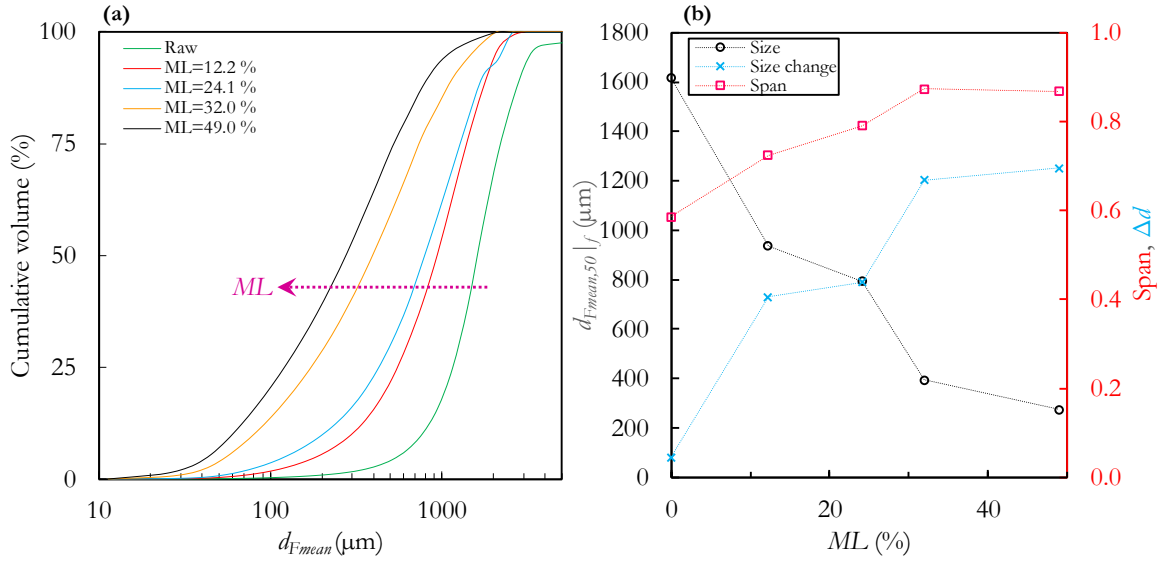 (a)
100
75
50
25
0
Cumulative volume (%)
Raw
ML=12.2 %
ML=24.1 %
ML=32.0 %
ML=49.0 %
ML
10
100
1000
d_Fmean (μm)
(b)
1800
1600
1400
1200
1000
800
600
400
200
0
d_Fmean,50 |_f (μm)
Size
Size change
Span
1.0
0.8
0.6
0.4
0.2
0.0
Span, Δd
0
20
40
ML (%)